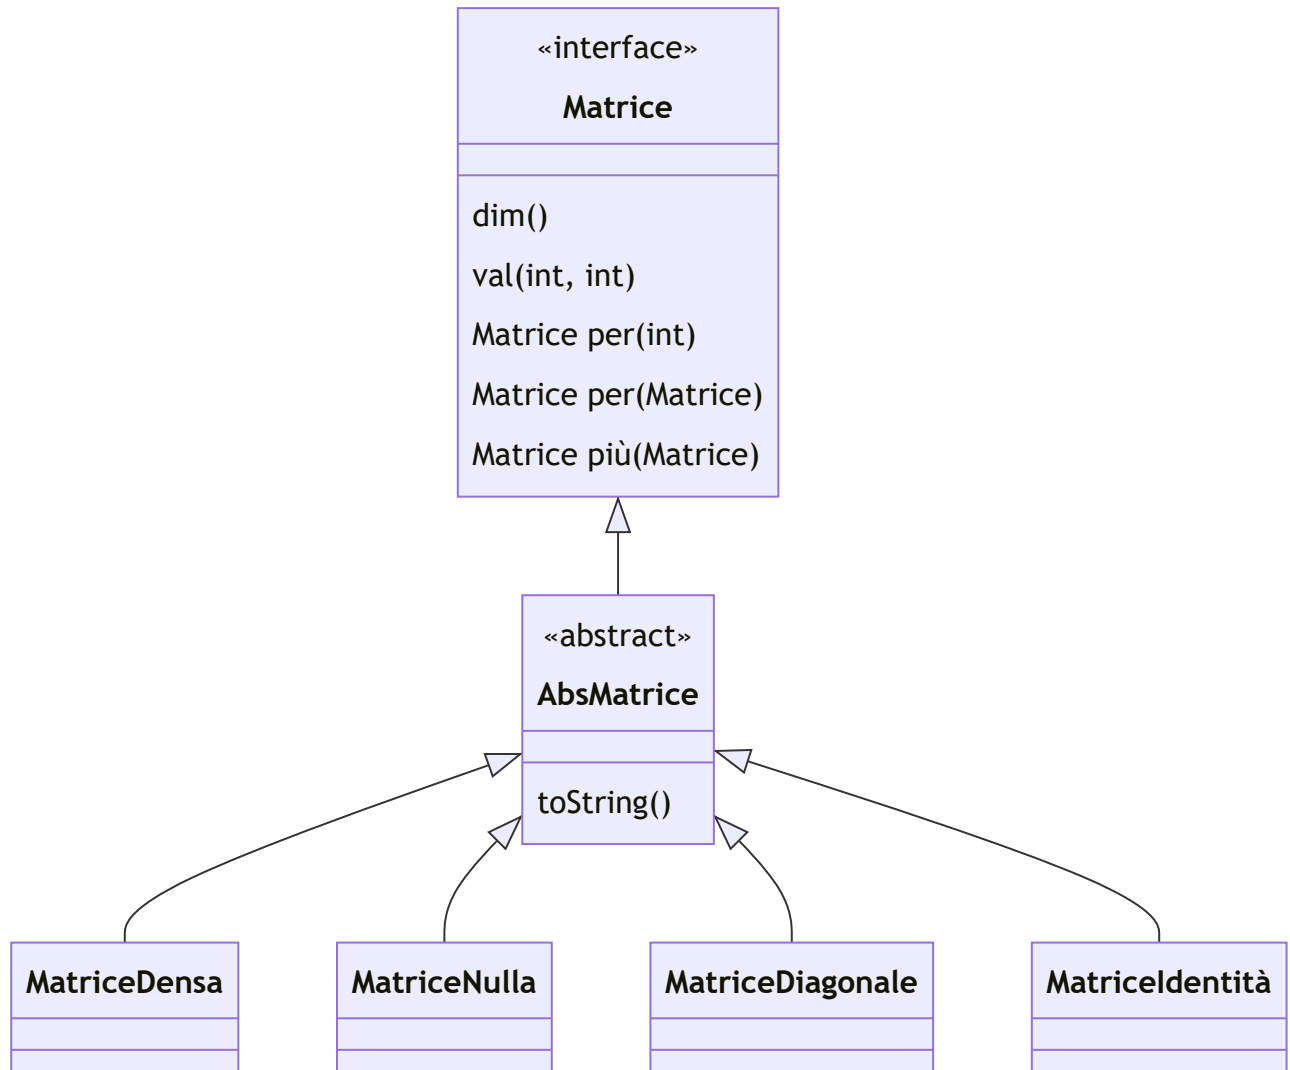 «interface»
Matrice
dim()
val(int, int)
Matrice per(int)
Matrice per(Matrice)
Matrice più(Matrice)
«abstract»
AbsMatrice
toString()
MatriceDensa
MatriceNulla
MatriceDiagonale
MatriceIdentità